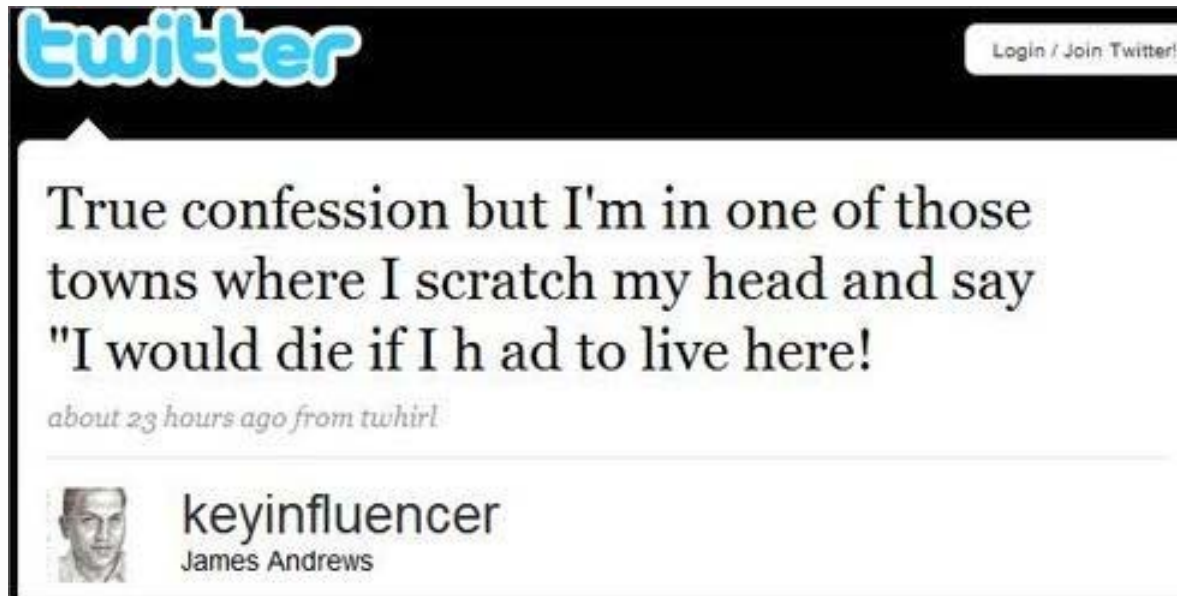 twitter
Login / Join Twitter!
True confession but I'm in one of those
towns where I scratch my head and say
"I would die if I h ad to live here!
about 23 hours ago from twhirl
keyinfluencer
James Andrews